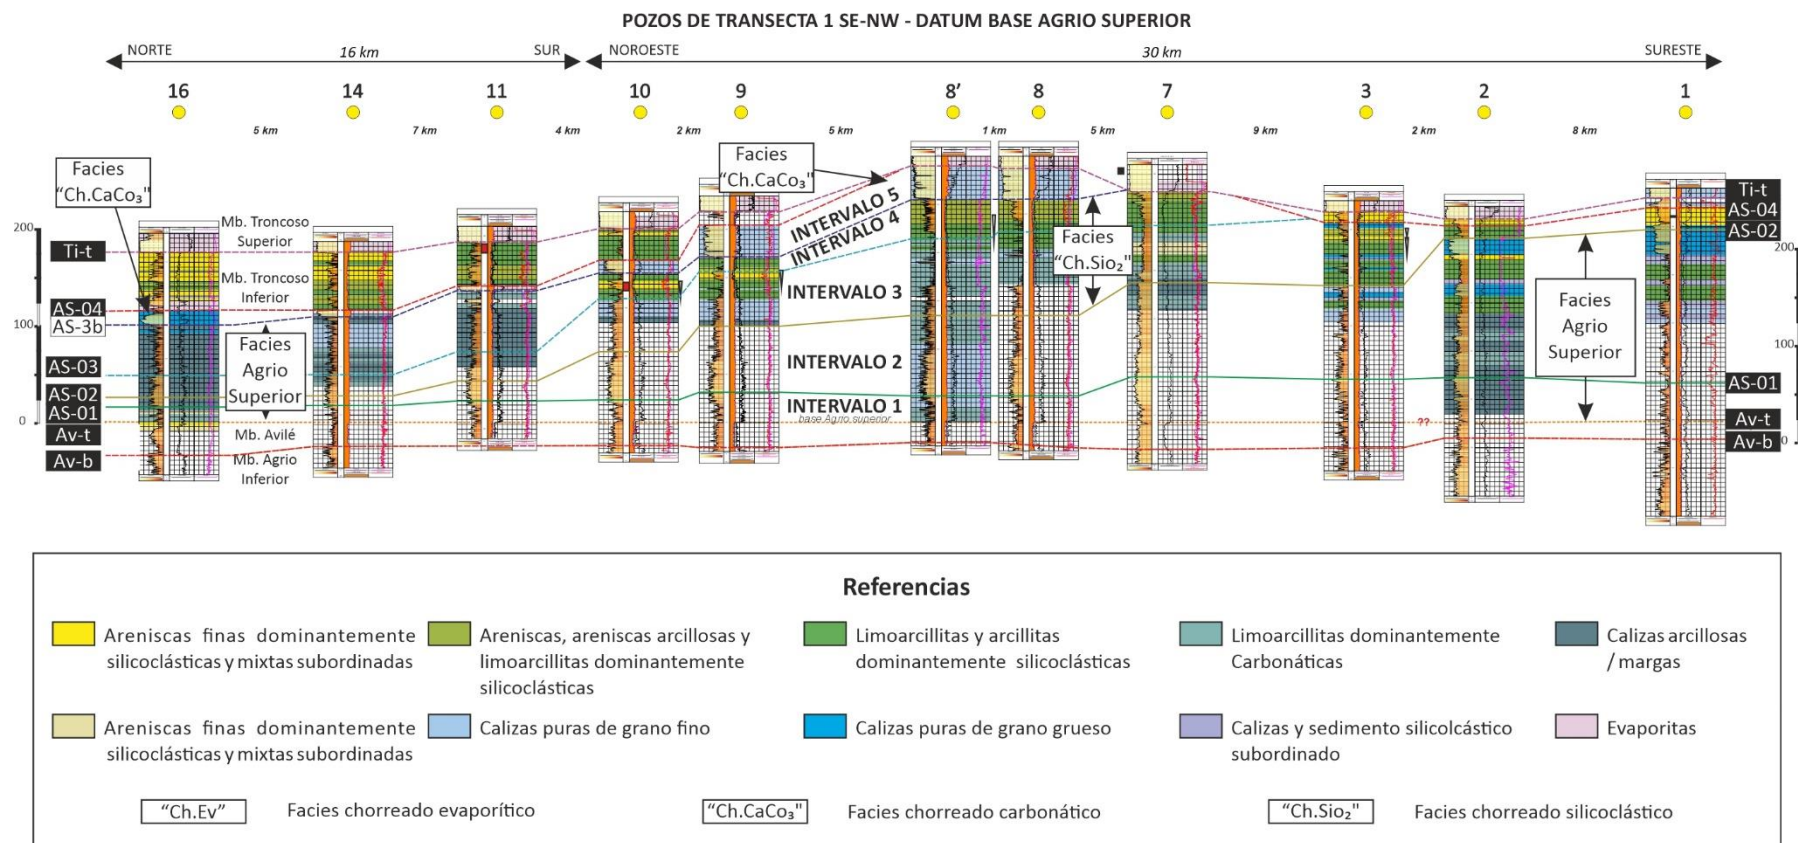 POZOS DE TRANSECTA 1 SE-NW - DATUM BASE AGRIO SUPERIOR
NORTE 16 km SUR NOROESTE 30 km SURESTE
16 14 11 10 9 8’ 8 7 3 2 1
5 km 7 km 4 km 2 km 5 km 1 km 5 km 9 km 2 km 8 km
Facies
“Ch.CaCo₃"
Facies
“Ch.CaCo₃"
Mb. Troncoso
Superior
Mb. Troncoso
Inferior
Facies
Agrio
Superior
Mb. Avilé
Mb. Agrio
Inferior
200
100
0
Ti-t
AS-04
AS-3b
AS-03
AS-02
AS-01
Av-t
Av-b
INTERVALO 5
INTERVALO 4
INTERVALO 3
INTERVALO 2
INTERVALO 1
base Agrio superior
Facies
“Ch.Sio₂"
??
Facies
Agrio
Superior
Ti-t
AS-04
AS-02
AS-01
Av-t
Av-b
200
100
0
Referencias
Areniscas finas dominantemente
silicoclásticas y mixtas subordinadas
Areniscas, areniscas arcillosas y
limoarcillitas dominantemente
silicoclásticas
Limoarcillitas y arcillitas
dominantemente silicoclásticas
Limoarcillitas dominantemente
Carbonáticas
Calizas arcillosas
/ margas
Areniscas finas dominantemente
silicoclásticas y mixtas subordinadas
Calizas puras de grano fino
Calizas puras de grano grueso
Calizas y sedimento silicolcástico
subordinado
Evaporitas
“Ch.Ev” Facies chorreado evaporítico
“Ch.CaCo₃" Facies chorreado carbonático
“Ch.Sio₂" Facies chorreado silicoclástico